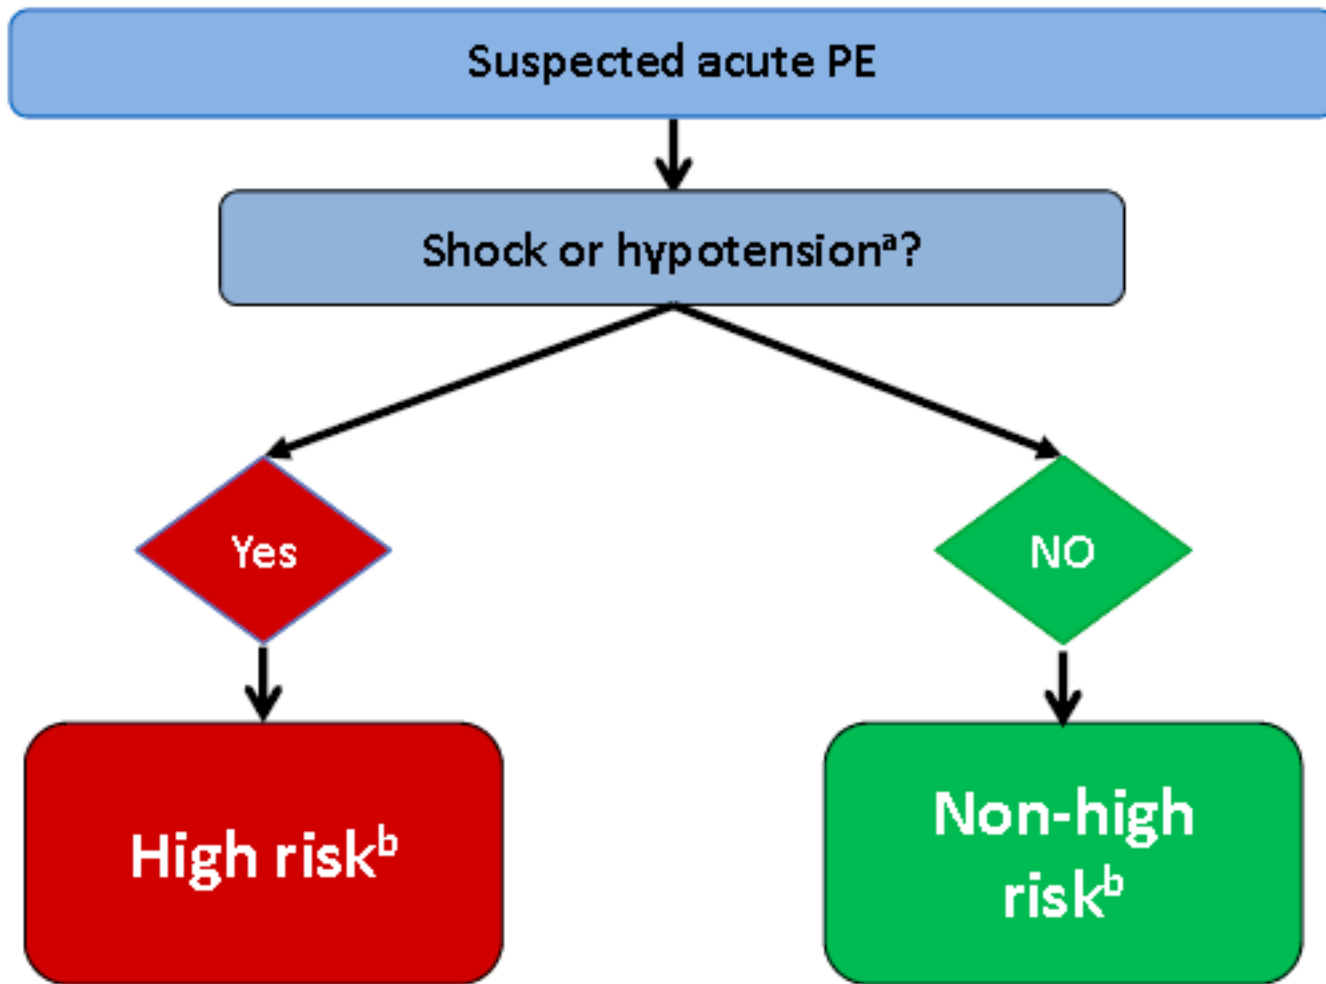 Suspected acute PE
Shock or hypotensionᵃ?
Yes
NO
High riskᵇ
Non-high
riskᵇ